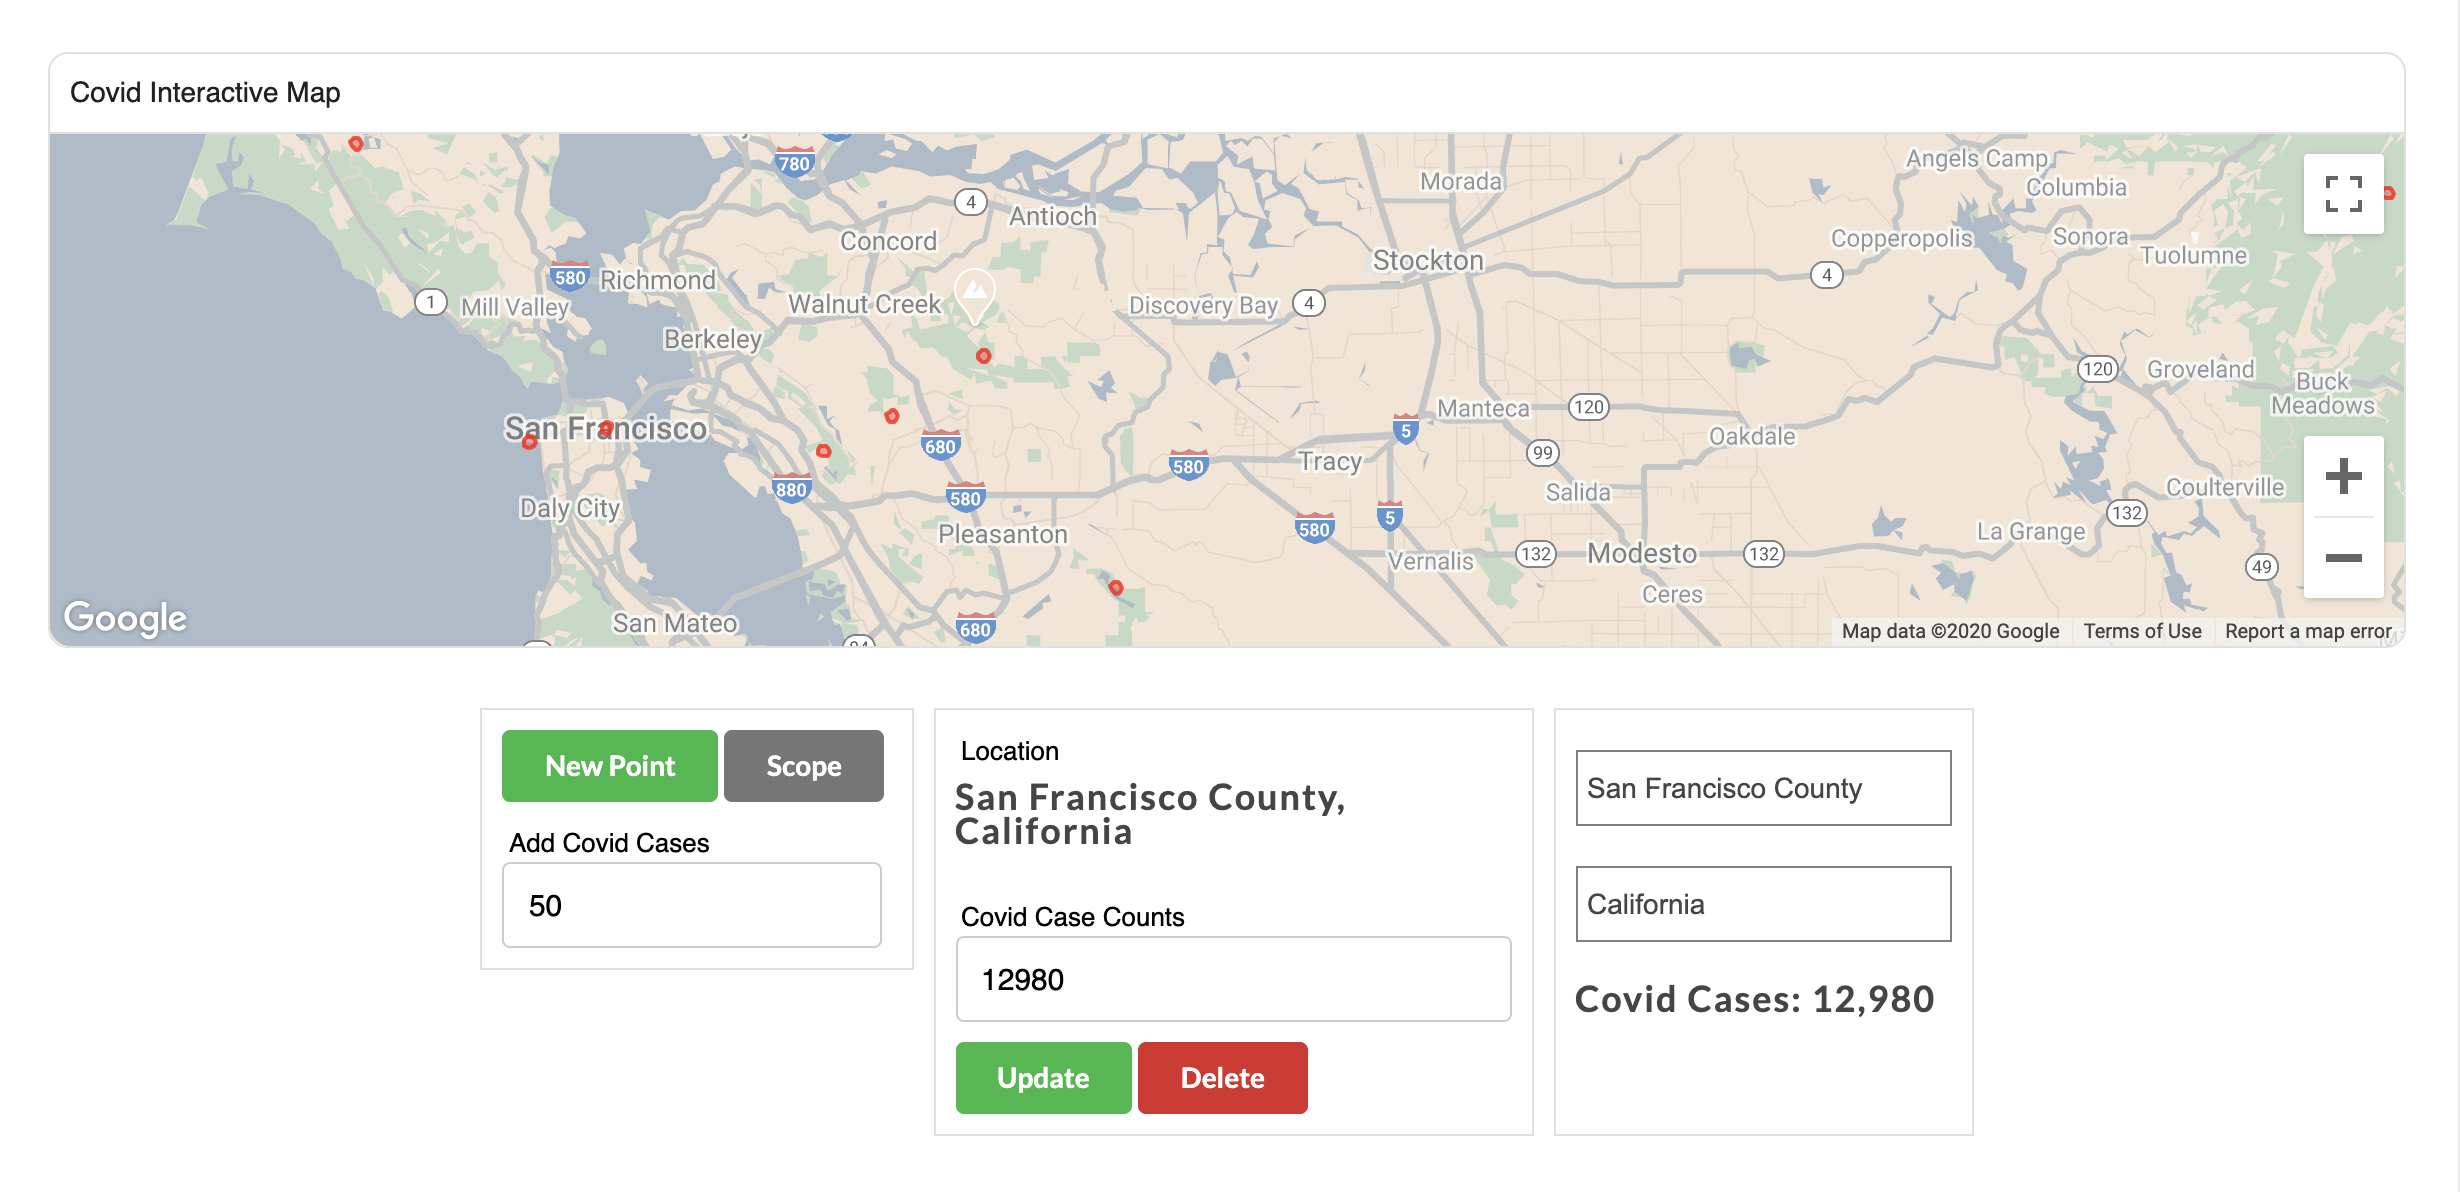 Covid Interactive Map
780
Angels Camp
Columbia
Morada
4
Antioch
Concord
Copperopolis
Sonora
Tuolumne
Stockton
580
Richmond
4
1
Mill Valley
Walnut Creek
Discovery Bay
4
Berkeley
120
Groveland
Buck
Meadows
San Francisco
Manteca
120
5
Oakdale
680
99
Tracy
580
880
580
Salida
Coulterville
Daly City
5
132
580
Pleasanton
La Grange
Vernalis
132
Modesto
132
49
Ceres
Google
San Mateo
680
Map data ©2020 Google
Terms of Use
Report a map error
New Point
Scope
Add Covid Cases
50
Location
San Francisco County,
California
Covid Case Counts
12980
Update
Delete
San Francisco County
California
Covid Cases: 12,980